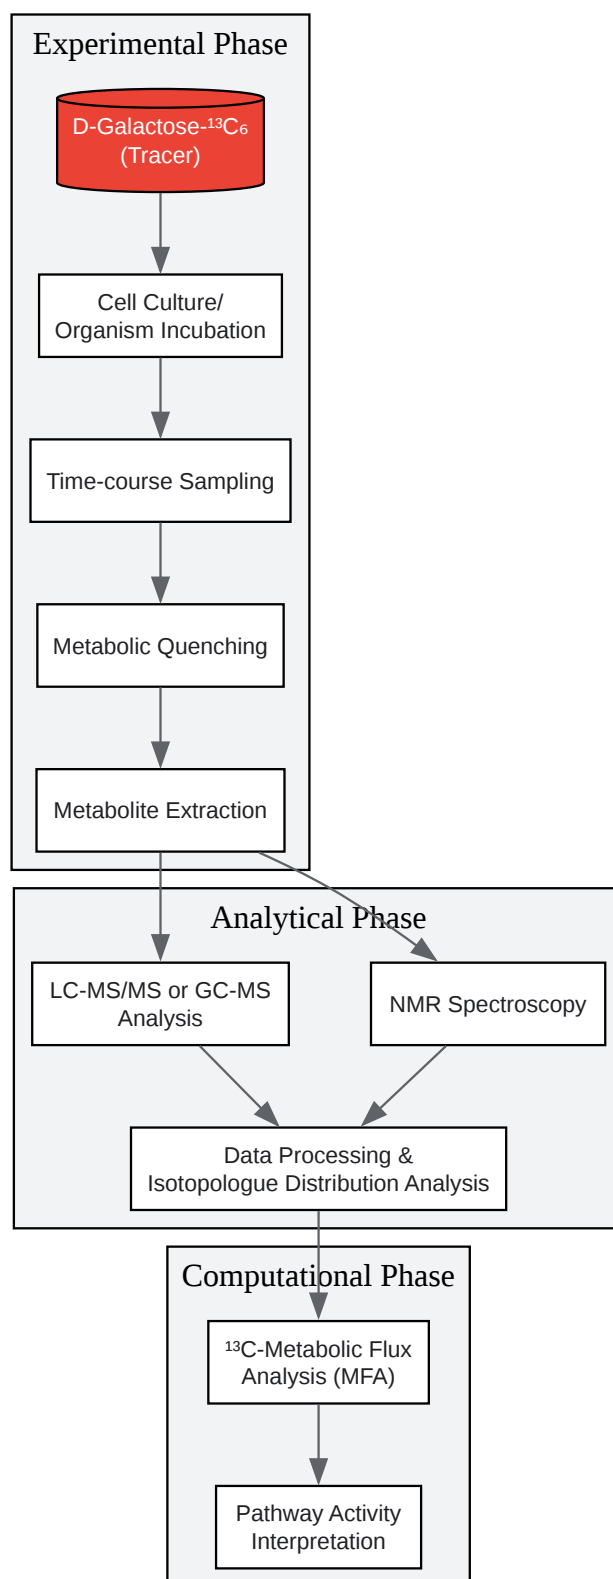 Experimental Phase
D-Galactose-¹³C₆
(Tracer)
Cell Culture/
Organism Incubation
Time-course Sampling
Metabolic Quenching
Metabolite Extraction
Analytical Phase
LC-MS/MS or GC-MS
Analysis
NMR Spectroscopy
Data Processing &
Isotopologue Distribution Analysis
Computational Phase
¹³C-Metabolic Flux
Analysis (MFA)
Pathway Activity
Interpretation